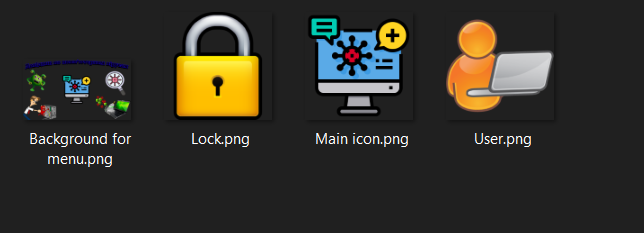 Background for
menu.png
Lock.png
Main icon.png
User.png